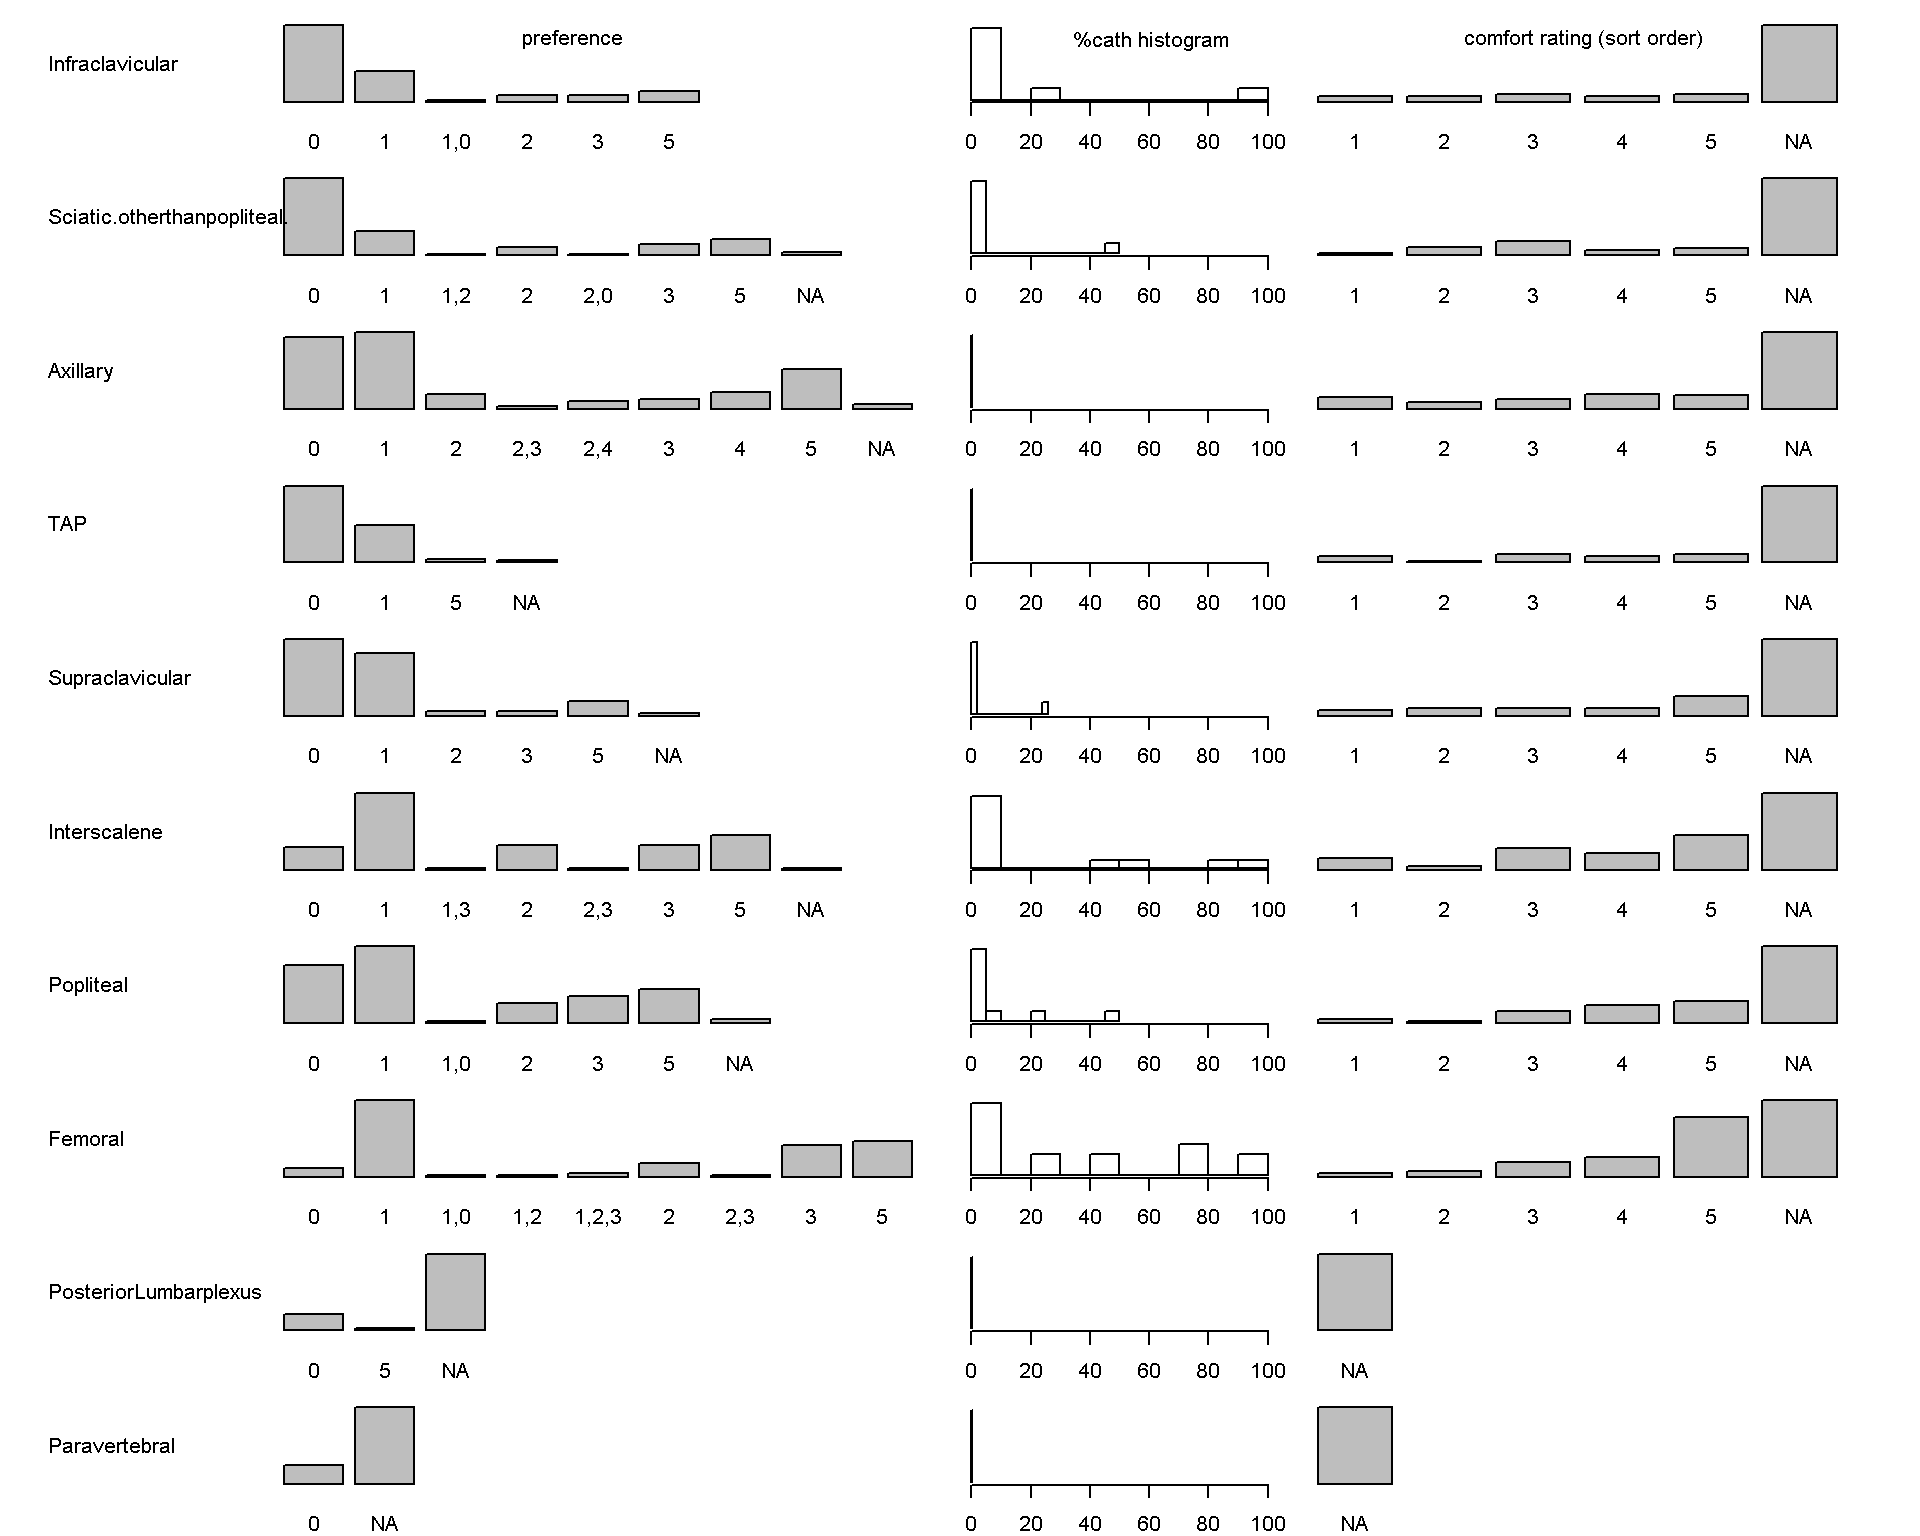 preference %cath histogram comfort rating (sort order)
Infraclavicular
0 1 1,0 2 3 5 0 20 40 60 80 100 1 2 3 4 5 NA
Sciatic.otherthanpopliteal.
0 1 1,2 2 2,0 3 5 NA 0 20 40 60 80 100 1 2 3 4 5 NA
Axillary
0 1 2 2,3 2,4 3 4 5 NA 0 20 40 60 80 100 1 2 3 4 5 NA
TAP
0 1 5 NA 0 20 40 60 80 100 1 2 3 4 5 NA
Supraclavicular
0 1 2 3 5 NA 0 20 40 60 80 100 1 2 3 4 5 NA
Interscalene
0 1 1,3 2 2,3 3 5 NA 0 20 40 60 80 100 1 2 3 4 5 NA
Popliteal
0 1 1,0 2 3 5 NA 0 20 40 60 80 100 1 2 3 4 5 NA
Femoral
0 1 1,0 1,2 1,2,3 2 2,3 3 5 0 20 40 60 80 100 1 2 3 4 5 NA
PosteriorLumbarplexus
0 5 NA 0 20 40 60 80 100 NA
Paravertebral
0 NA 0 20 40 60 80 100 NA